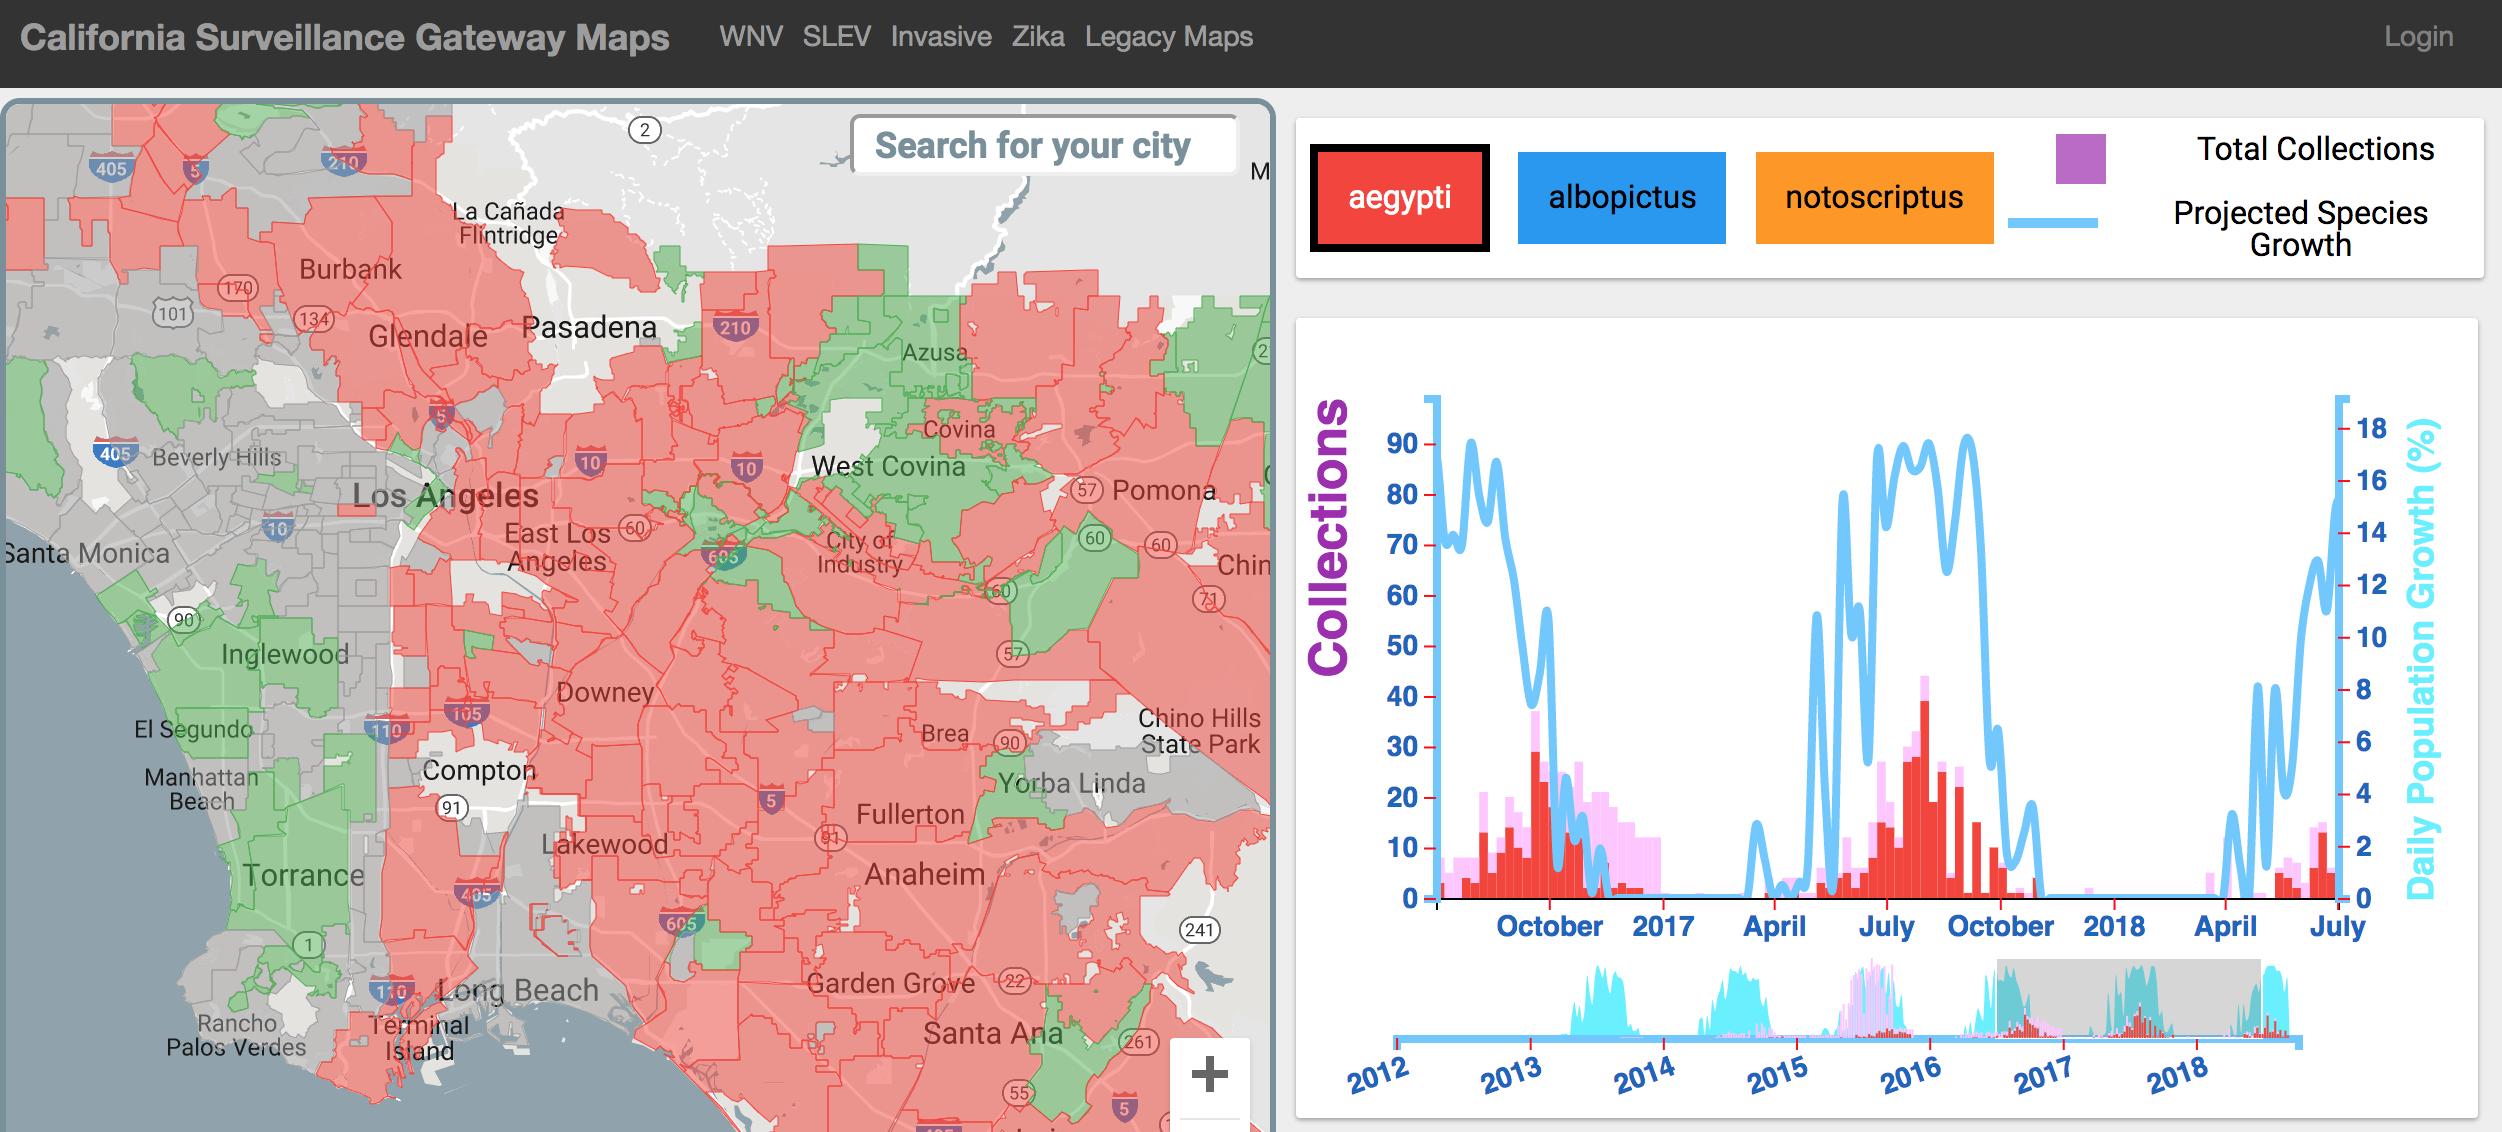 California Surveillance Gateway Maps WNV SLEV Invasive Zika Legacy Maps Login
Search for your city
2
M
405
5
210
La Cañada
Flintridge
Burbank
170
101
134
Glendale
Pasadena
210
Azusa
2
5
Covina
405
Beverly Hills
10
10
West Covina
Los Angeles
57
Pomona
10
East Los
Angeles
60
605
City of
Industry
60
60
Chin
Santa Monica
60
71
90
Inglewood
57
Downey
105
El Segundo
110
Brea
90
Chino Hills
State Park
Manhattan
Beach
Compton
91
5
Yorba Linda
Fullerton
91
Lakewood
Torrance
405
Anaheim
605
241
1
110
Long Beach
Garden Grove
22
Rancho
Palos Verdes
Terminal
Island
Santa Ana
261
55
5
405
+
aegypti
albopictus
notoscriptus
Total Collections
Projected Species
Growth
Collections
90
80
70
60
50
40
30
20
10
0
18
16
14
12
10
8
6
4
2
0
Daily Population Growth (%)
October 2017 April July October 2018 April July
2012 2013 2014 2015 2016 2017 2018